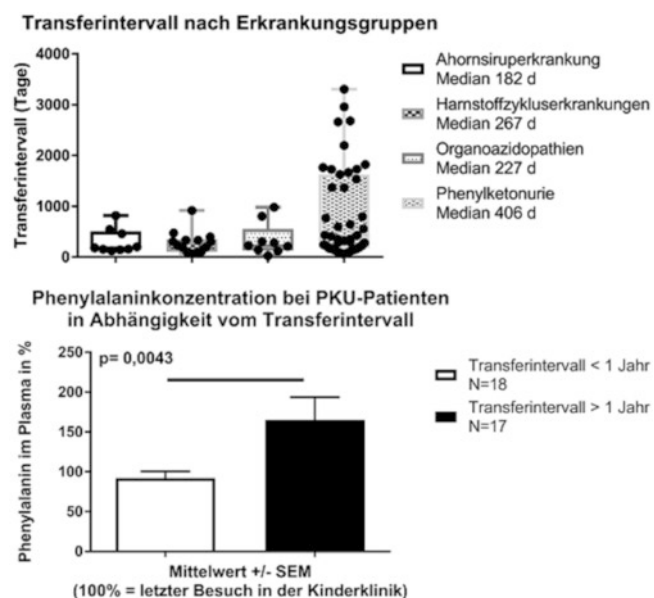 Transferintervall nach Erkrankungsgruppen
Transferintervall (Tage)
4000
3000
2000
1000
0
Ahornsiruperkrankung
Median 182 d
Harnstoffzykluserkrankungen
Median 267 d
Organoazidopathien
Median 227 d
Phenylketonurie
Median 406 d
Phenylalaninkonzentration bei PKU-Patienten
in Abhängigkeit vom Transferintervall
Phenylalanin im Plasma in %
250
200
150
100
50
0
p= 0,0043
Transferintervall < 1 Jahr
N=18
Transferintervall > 1 Jahr
N=17
Mittelwert +/- SEM
(100% = letzter Besuch in der Kinderklinik)